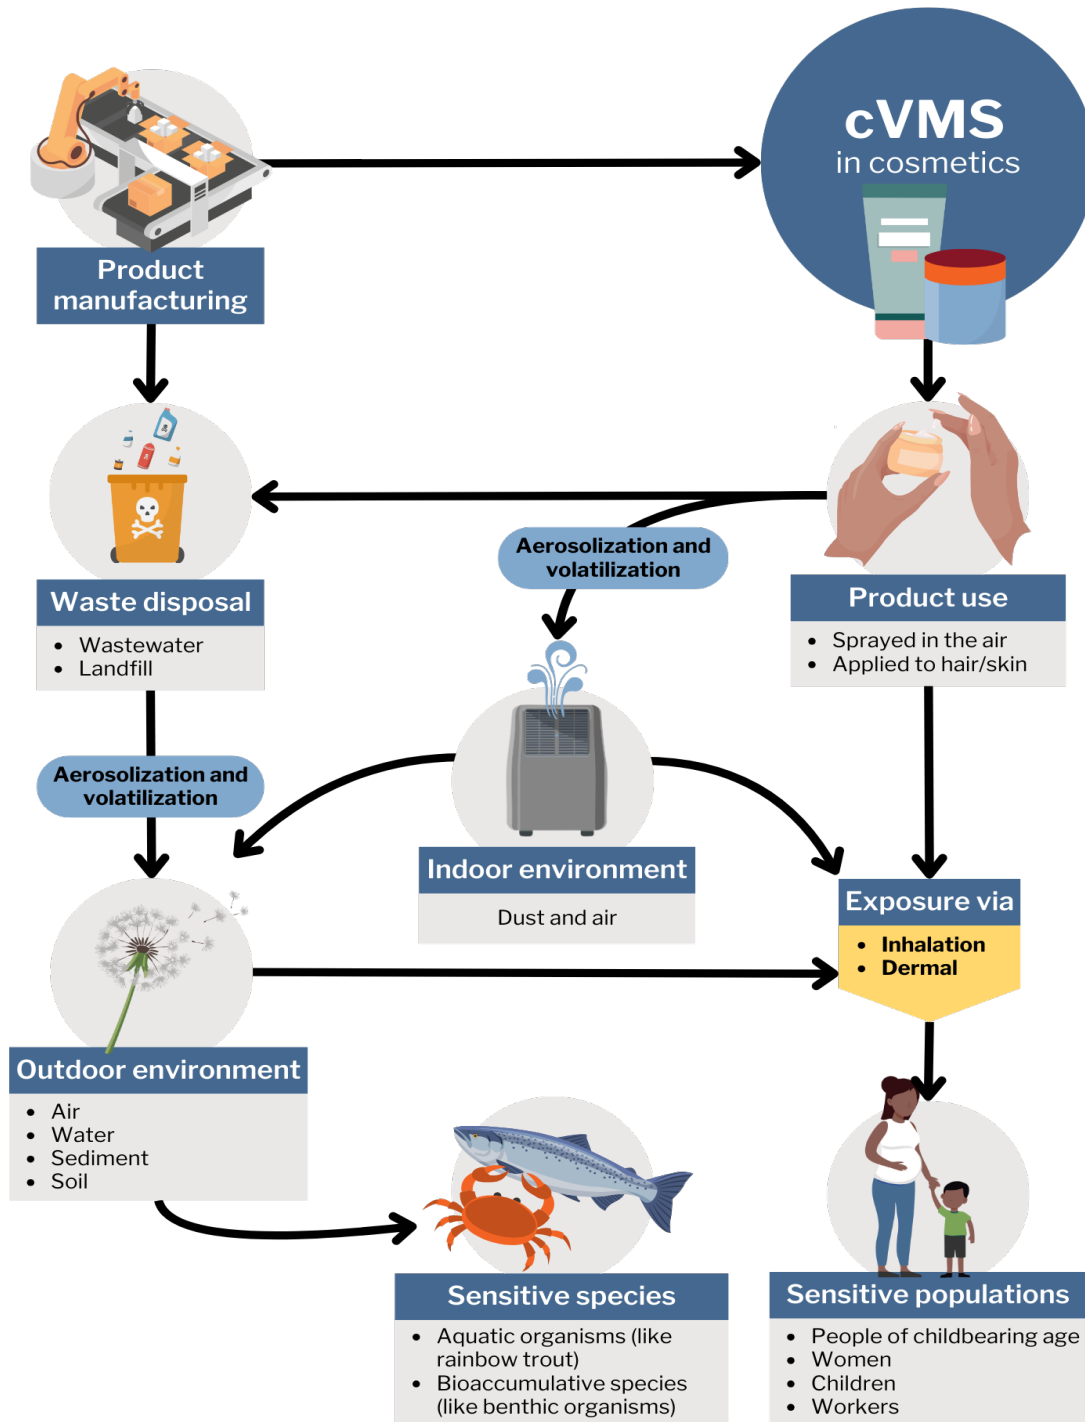 cVMS
in cosmetics
Product
manufacturing
Aerosolization and
volatilization
Waste disposal
• Wastewater
• Landfill
Product use
• Sprayed in the air
• Applied to hair/skin
Aerosolization and
volatilization
Indoor environment
Dust and air
Exposure via
• Inhalation
• Dermal
Outdoor environment
• Air
• Water
• Sediment
• Soil
Sensitive species
• Aquatic organisms (like
rainbow trout)
• Bioaccumulative species
(like benthic organisms)
Sensitive populations
• People of childbearing age
• Women
• Children
• Workers